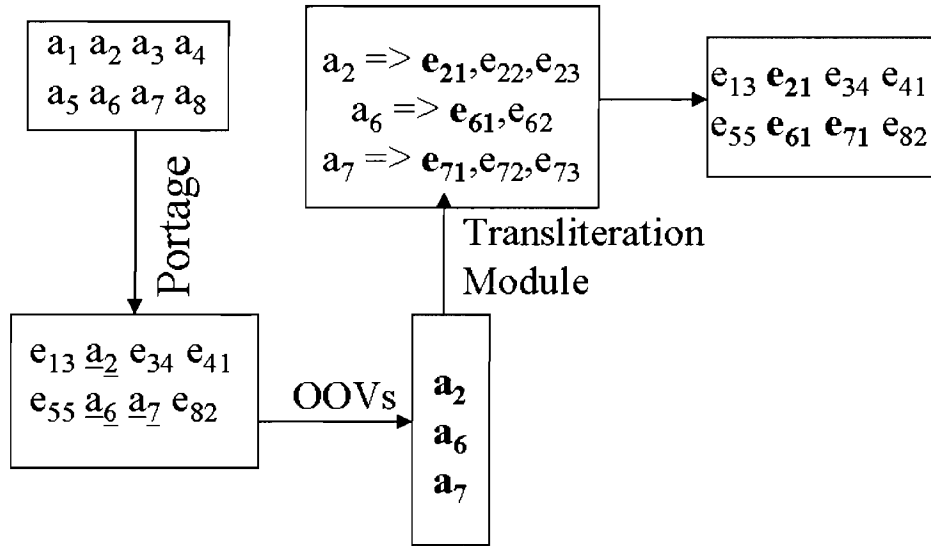 a₁ a₂ a₃ a₄
a₅ a₆ a₇ a₈
Portage
e₁₃ a₂ e₃₄ e₄₁
e₅₅ a₆ a₇ e₈₂
OOVs
a₂
a₆
a₇
Transliteration
Module
a₂ => e₂₁,e₂₂,e₂₃
a₆ => e₆₁,e₆₂
a₇ => e₇₁,e₇₂,e₇₃
e₁₃ e₂₁ e₃₄ e₄₁
e₅₅ e₆₁ e₇₁ e₈₂